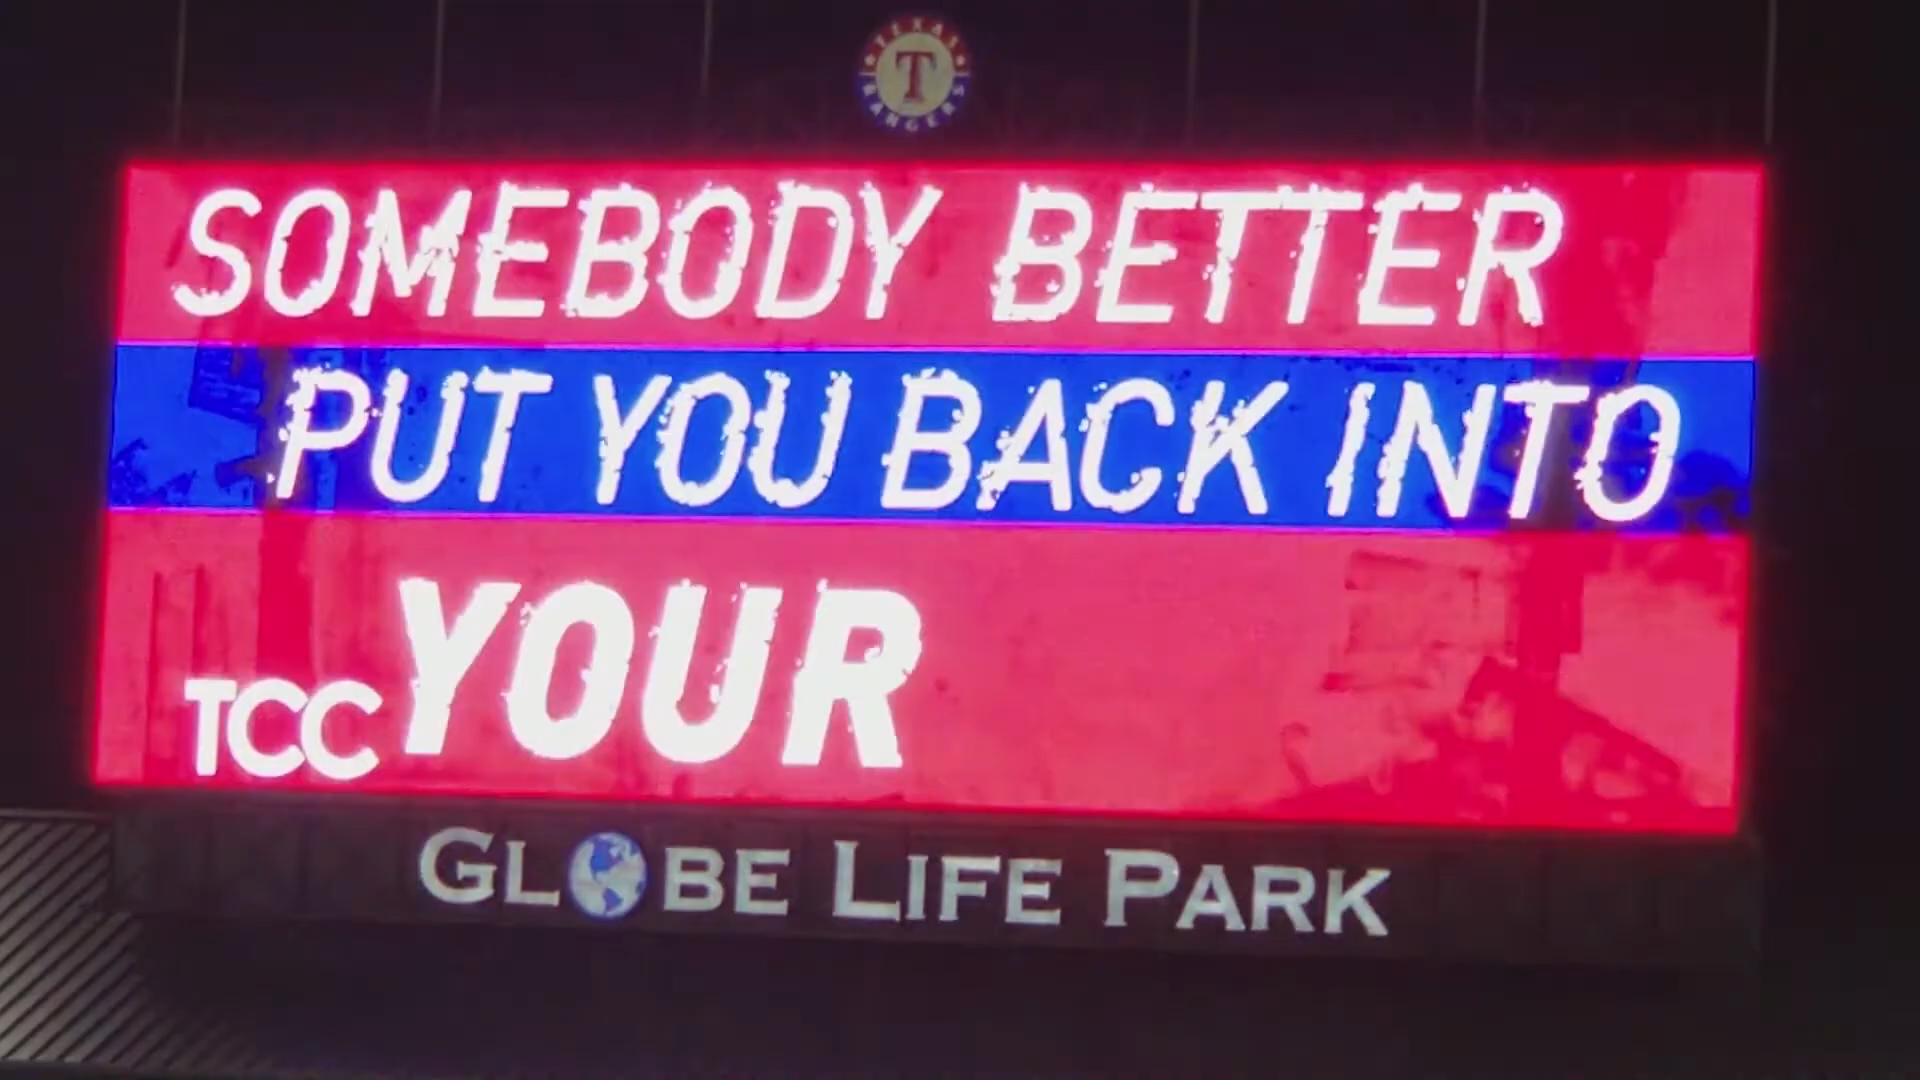 TEXAS
T
RANGERS
SOMEBODY BETTER
PUT YOU BACK INTO
YOUR
TCC
GLOBE LIFE PARK